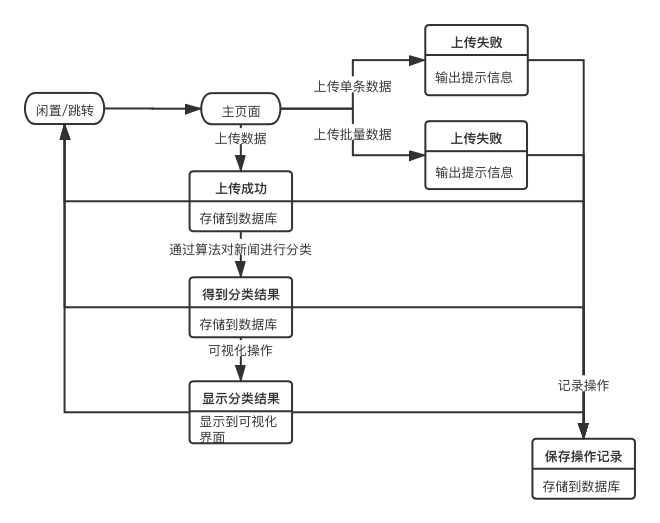 上传失败
输出提示信息
上传单条数据
闲置/跳转
主页面
上传批量数据
上传失败
输出提示信息
上传数据
上传成功
存储到数据库
通过算法对新闻进行分类
得到分类结果
存储到数据库
可视化操作
显示分类结果
显示到可视化
界面
记录操作
保存操作记录
存储到数据库